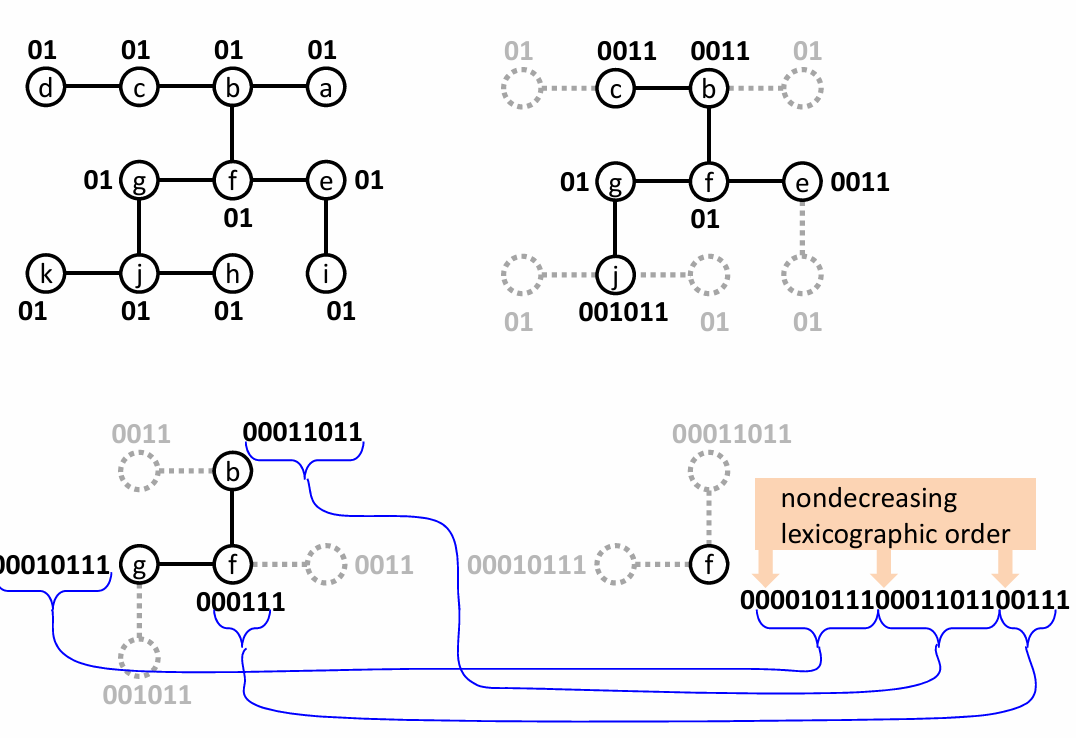 01 01 01 01
d c b a
01 g f e 01
01
k j h i
01 01 01 01
01 0011 0011 01
c b
01 g f e 0011
01
j
001011
01 01 01
0011 00011011
b
00010111 g f 0011
000111
001011
00011011
nondecreasing
lexicographic order
00010111 f
0000101110001101100111